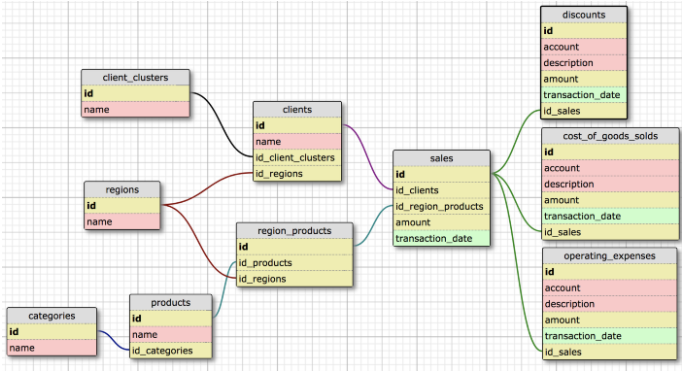 discounts
id
account
description
amount
transaction_date
id_sales
client_clusters
id
name
clients
id
name
id_client_clusters
id_regions
cost_of_goods_solds
id
account
description
amount
transaction_date
id_sales
sales
id
id_clients
id_region_products
amount
transaction_date
regions
id
name
region_products
id
id_products
id_regions
operating_expenses
id
account
description
amount
transaction_date
id_sales
products
id
name
id_categories
categories
id
name